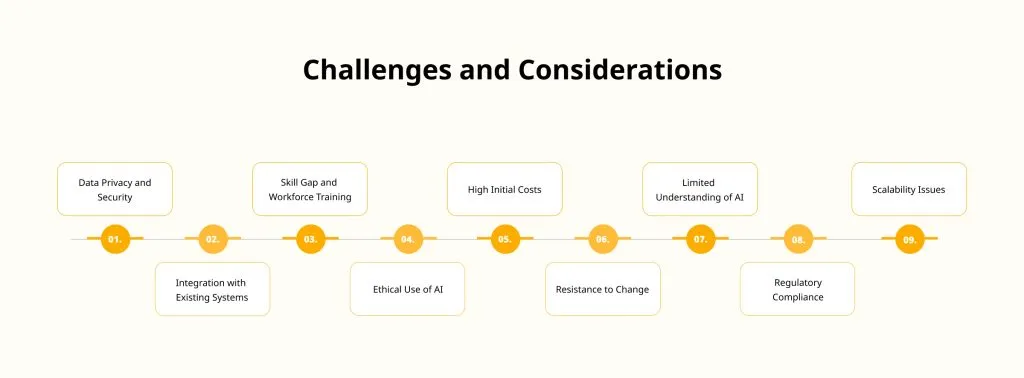 Challenges and Considerations
Data Privacy and
Security
Skill Gap and
Workforce Training
High Initial Costs
Limited
Understanding of AI
Scalability Issues
01.
02.
03.
04.
05.
06.
07.
08.
09.
Integration with
Existing Systems
Ethical Use of AI
Resistance to Change
Regulatory
Compliance